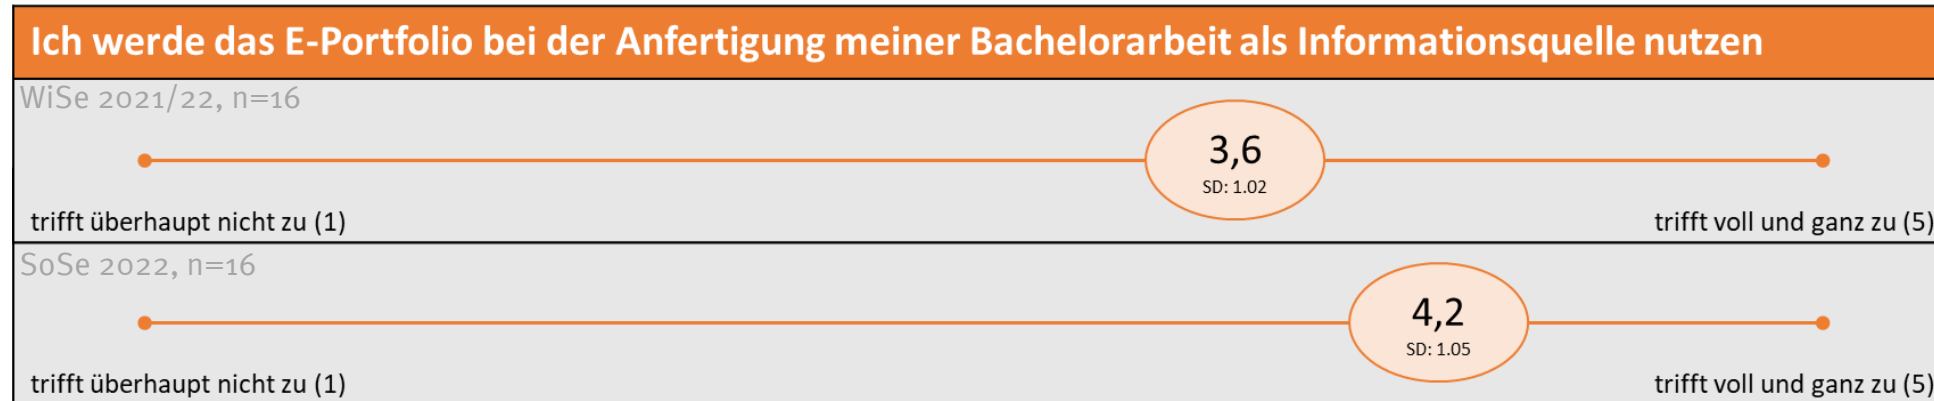 Ich werde das E-Portfolio bei der Anfertigung meiner Bachelorarbeit als Informationsquelle nutzen
WiSe 2021/22, n=16
3,6
SD: 1.02
trifft überhaupt nicht zu (1)
trifft voll und ganz zu (5)
SoSe 2022, n=16
4,2
SD: 1.05
trifft überhaupt nicht zu (1)
trifft voll und ganz zu (5)